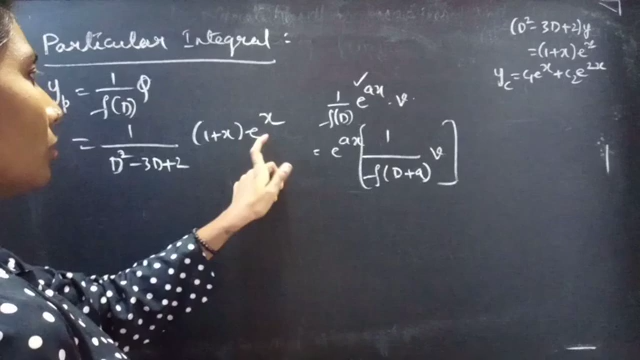 Particular Integral :
y_p = 1/f(D) Q
= 1/(D² - 3D + 2) (1+x) e^x
1/f(D) e^{ax} · v
= e^{ax} [ 1/f(D+a) v ]
(D² - 3D + 2) y
= (1+x) e^x
y_c = c₁e^x + c₂e^{2x}